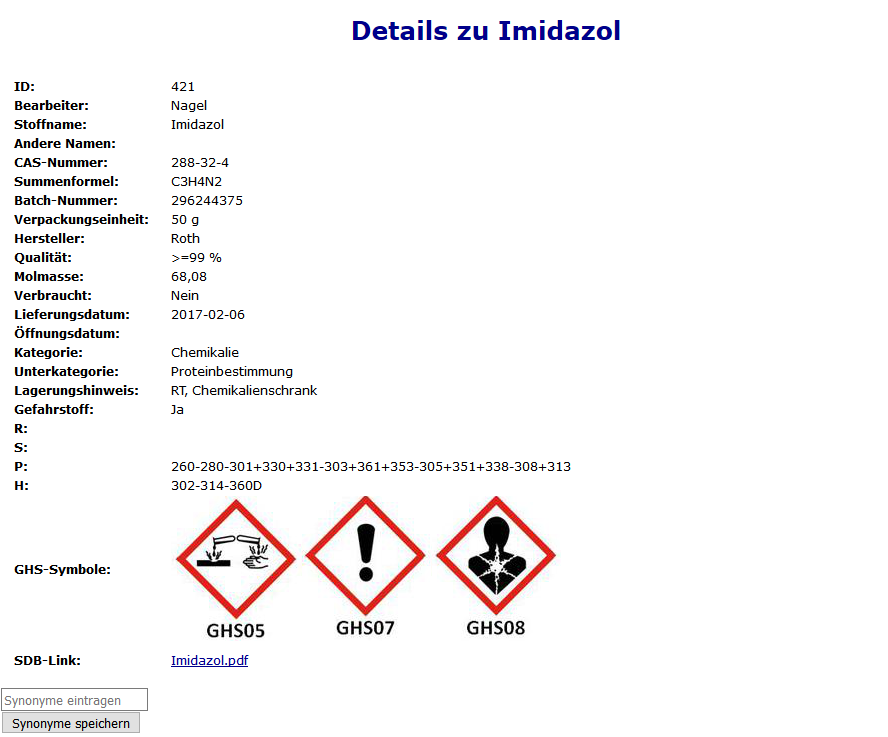 Details zu Imidazol
ID: 421
Bearbeiter: Nagel
Stoffname: Imidazol
Andere Namen:
CAS-Nummer: 288-32-4
Summenformel: C3H4N2
Batch-Nummer: 296244375
Verpackungseinheit: 50 g
Hersteller: Roth
Qualität: >=99 %
Molmasse: 68,08
Verbraucht: Nein
Lieferungsdatum: 2017-02-06
Öffnungsdatum:
Kategorie: Chemikalie
Unterkategorie: Proteinbestimmung
Lagerungshinweis: RT, Chemikalienschrank
Gefahrstoff: Ja
R:
S:
P: 260-280-301+330+331-303+361+353-305+351+338-308+313
H: 302-314-360D
GHS-Symbole:
GHS05 GHS07 GHS08
SDB-Link: Imidazol.pdf
Synonyme eintragen
Synonyme speichern